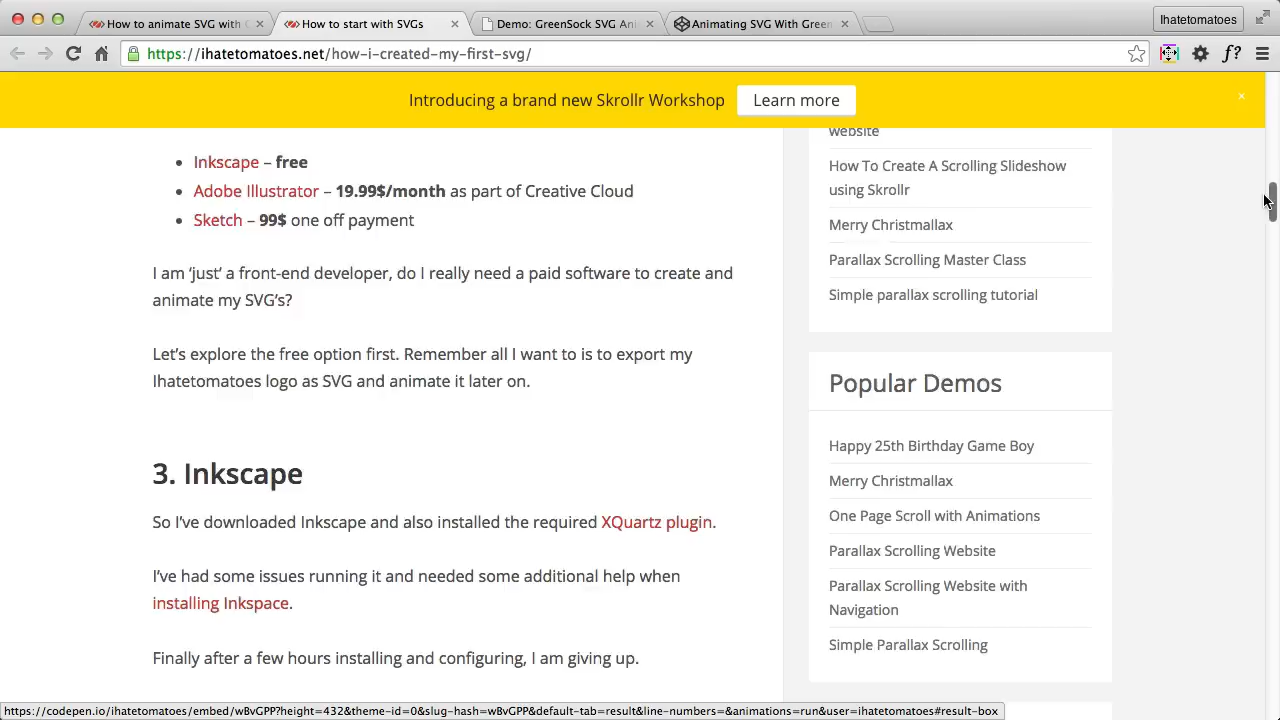 How to animate SVG with C
How to start with SVGs
Demo: GreenSock SVG Ani
Animating SVG With Green
Ihatetomatoes
https://ihatetomatoes.net/how-i-created-my-first-svg/
f?
Introducing a brand new Skrollr Workshop
Learn more
×
Inkscape – free
Adobe Illustrator – 19.99$/month as part of Creative Cloud
Sketch – 99$ one off payment
I am ‘just’ a front-end developer, do I really need a paid software to create and
animate my SVG’s?
Let’s explore the free option first. Remember all I want to is to export my
Ihatetomatoes logo as SVG and animate it later on.
3. Inkscape
So I’ve downloaded Inkscape and also installed the required XQuartz plugin.
I’ve had some issues running it and needed some additional help when
installing Inkspace.
Finally after a few hours installing and configuring, I am giving up.
website
How To Create A Scrolling Slideshow
using Skrollr
Merry Christmallax
Parallax Scrolling Master Class
Simple parallax scrolling tutorial
Popular Demos
Happy 25th Birthday Game Boy
Merry Christmallax
One Page Scroll with Animations
Parallax Scrolling Website
Parallax Scrolling Website with
Navigation
Simple Parallax Scrolling
https://codepen.io/ihatetomatoes/embed/wBvGPP?height=432&theme-id=0&slug-hash=wBvGPP&default-tab=result&line-numbers=&animations=run&user=ihatetomatoes#result-box